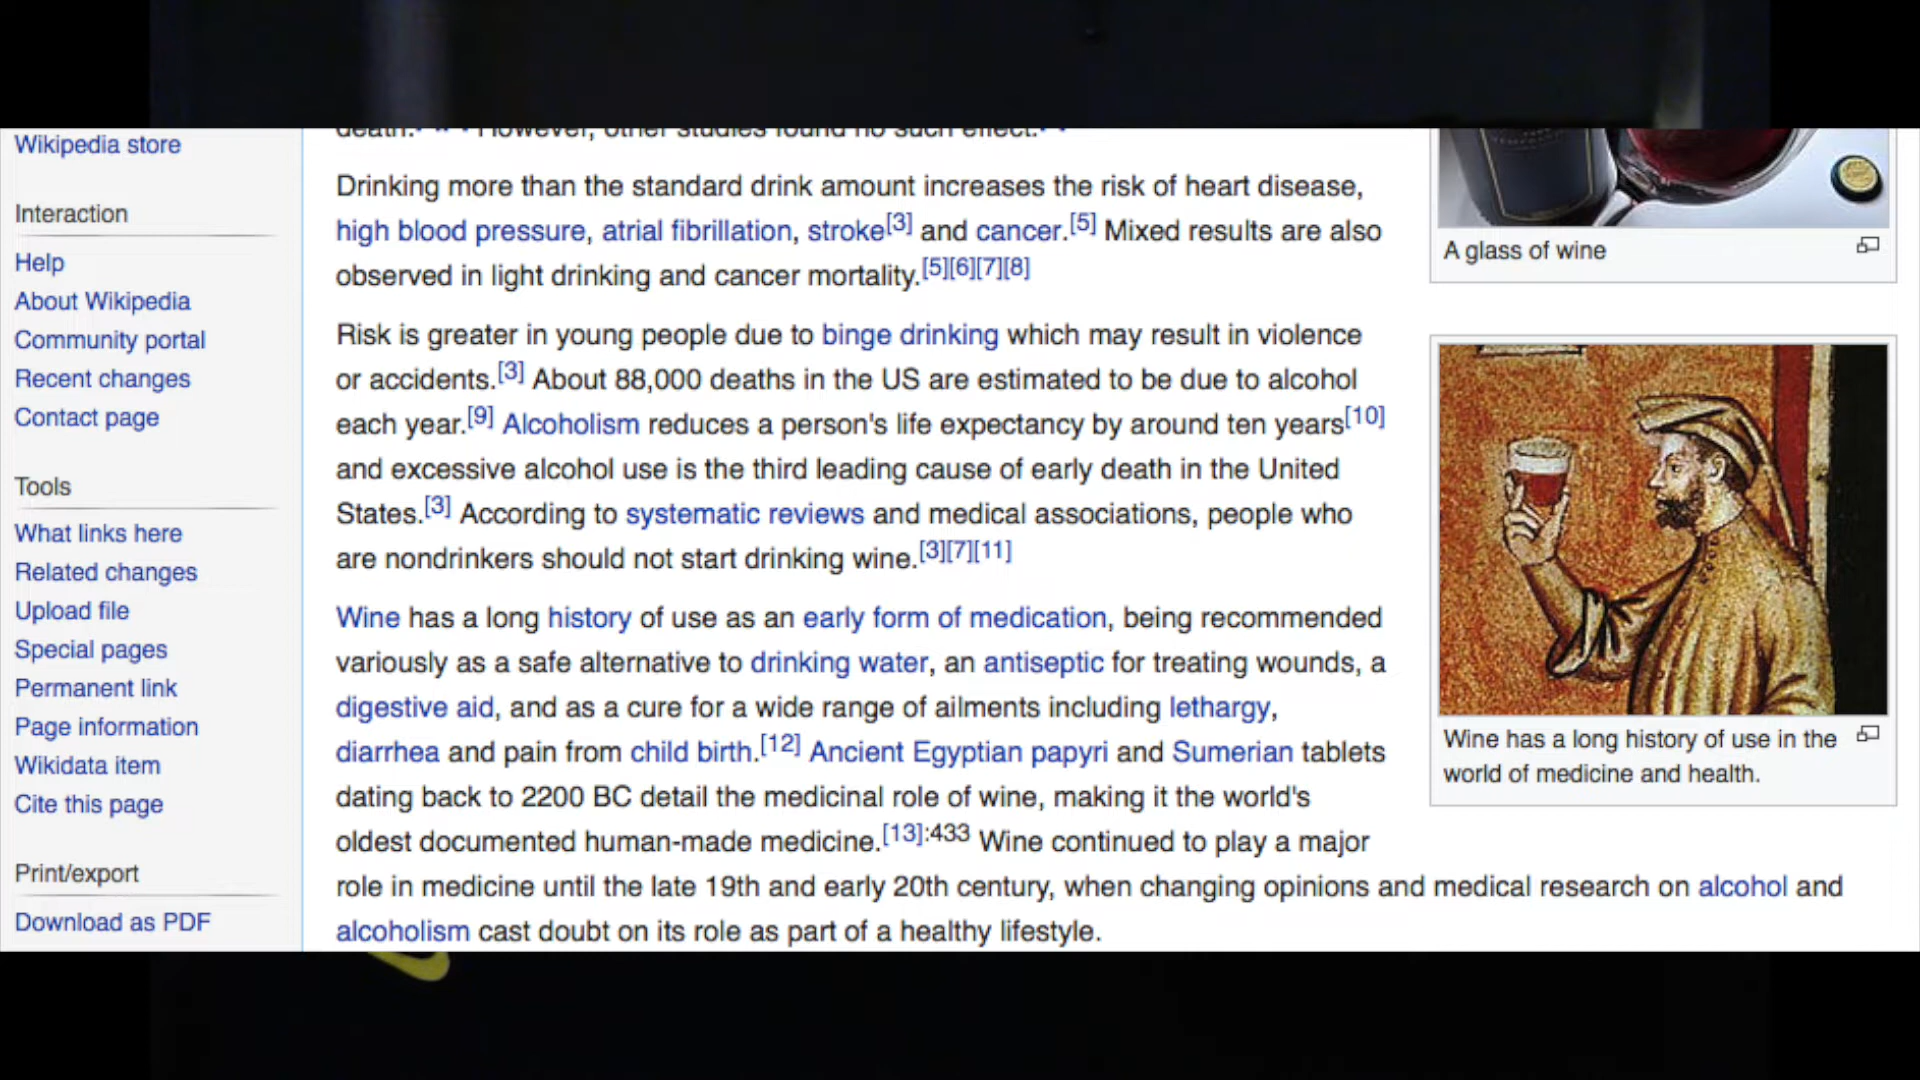 Wikipedia store
Interaction
Help
About Wikipedia
Community portal
Recent changes
Contact page
Tools
What links here
Related changes
Upload file
Special pages
Permanent link
Page information
Wikidata item
Cite this page
Print/export
Download as PDF
death. However, other studies found no such effect.
Drinking more than the standard drink amount increases the risk of heart disease,
high blood pressure, atrial fibrillation, stroke[3] and cancer.[5] Mixed results are also
observed in light drinking and cancer mortality.[5][6][7][8]
Risk is greater in young people due to binge drinking which may result in violence
or accidents.[3] About 88,000 deaths in the US are estimated to be due to alcohol
each year.[9] Alcoholism reduces a person's life expectancy by around ten years[10]
and excessive alcohol use is the third leading cause of early death in the United
States.[3] According to systematic reviews and medical associations, people who
are nondrinkers should not start drinking wine.[3][7][11]
Wine has a long history of use as an early form of medication, being recommended
variously as a safe alternative to drinking water, an antiseptic for treating wounds, a
digestive aid, and as a cure for a wide range of ailments including lethargy,
diarrhea and pain from child birth.[12] Ancient Egyptian papyri and Sumerian tablets
dating back to 2200 BC detail the medicinal role of wine, making it the world's
oldest documented human-made medicine.[13]:433 Wine continued to play a major
role in medicine until the late 19th and early 20th century, when changing opinions and medical research on alcohol and
alcoholism cast doubt on its role as part of a healthy lifestyle.
A glass of wine
Wine has a long history of use in the
world of medicine and health.